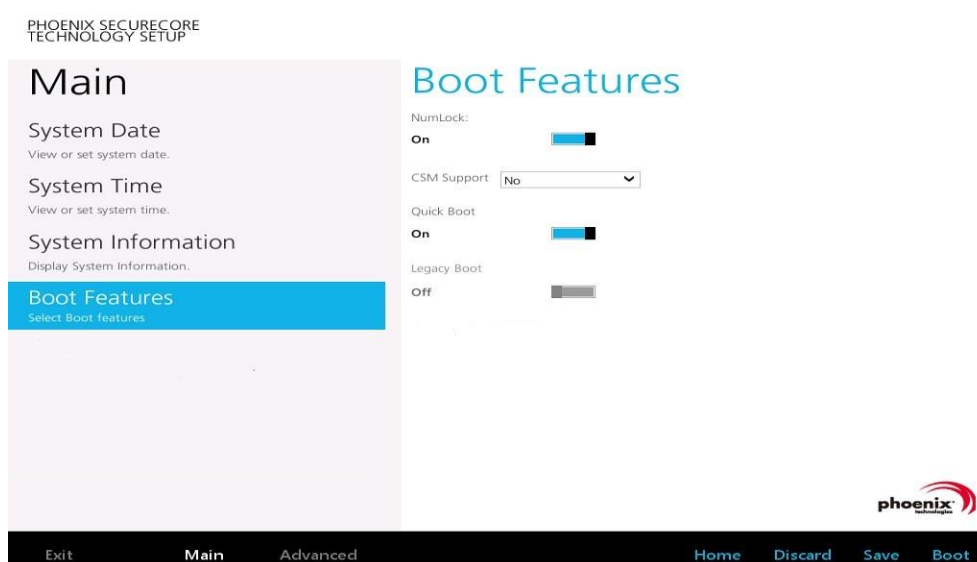 PHOENIX SECURECORE
TECHNOLOGY SETUP
Main
System Date
View or set system date.
System Time
View or set system time.
System Information
Display System Information.
Boot Features
Select Boot features
Boot Features
NumLock:
On
CSM Support No
Quick Boot
On
Legacy Boot
Off
phoenix
technologies
Exit Main Advanced Home Discard Save Boot